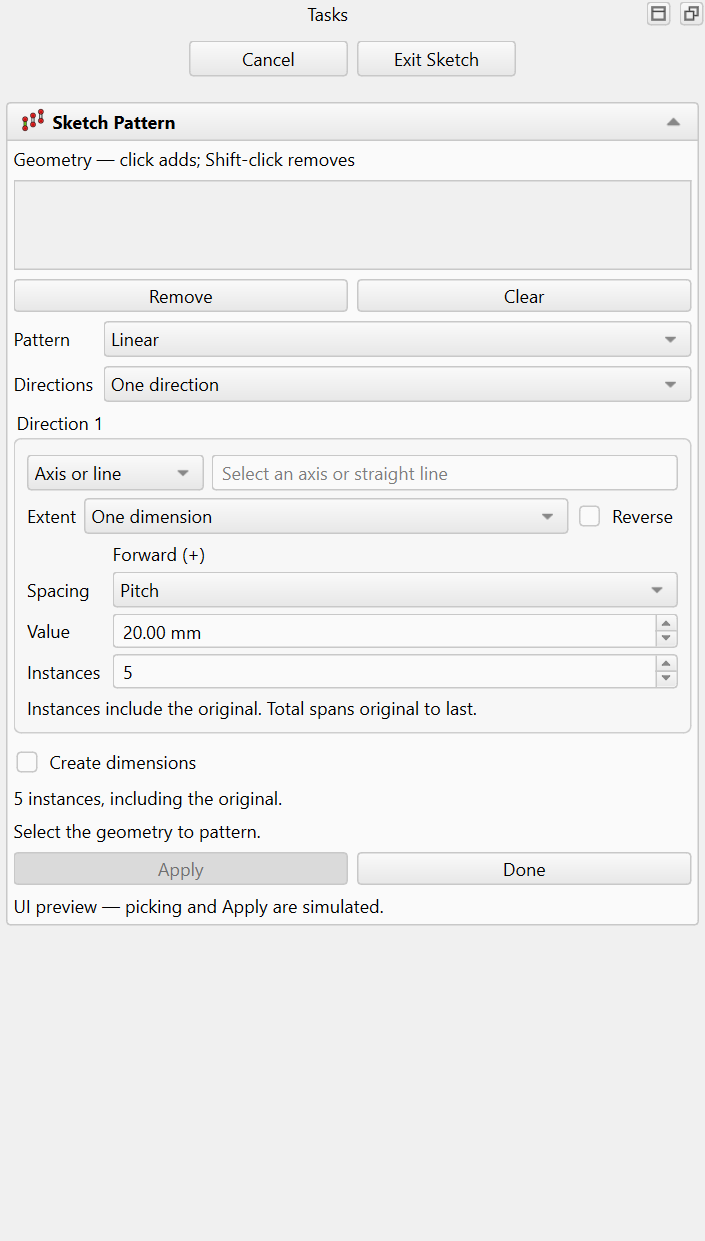 Tasks
Cancel
Exit Sketch
Sketch Pattern
Geometry — click adds; Shift-click removes
Remove
Clear
Pattern
Linear
Directions
One direction
Direction 1
Axis or line
Select an axis or straight line
Extent
One dimension
Reverse
Forward (+)
Spacing
Pitch
Value
20.00 mm
Instances
5
Instances include the original. Total spans original to last.
Create dimensions
5 instances, including the original.
Select the geometry to pattern.
Apply
Done
UI preview — picking and Apply are simulated.